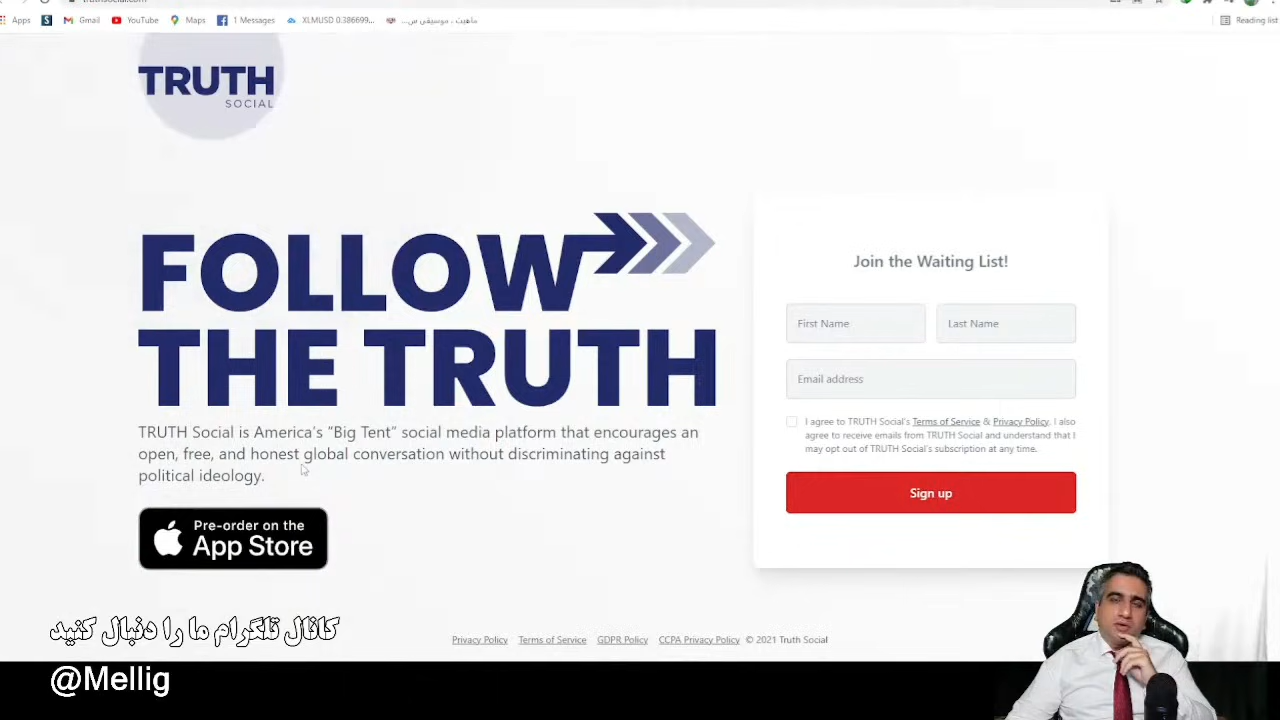 Apps
Gmail
YouTube
Maps
1 Messages
XLMUSD 0.386699...
ماهیت ، موسیقی س...
Reading list
TRUTH
SOCIAL
FOLLOW
THE TRUTH
TRUTH Social is America's "Big Tent" social media platform that encourages an
open, free, and honest global conversation without discriminating against
political ideology.
Pre-order on the
App Store
Join the Waiting List!
First Name
Last Name
Email address
I agree to TRUTH Social's Terms of Service & Privacy Policy. I also
agree to receive emails from TRUTH Social and understand that I
may opt out of TRUTH Social's subscription at any time.
Sign up
کانال تلگرام ما را دنبال کنید
@Mellig
Privacy Policy Terms of Service GDPR Policy CCPA Privacy Policy © 2021 Truth Social